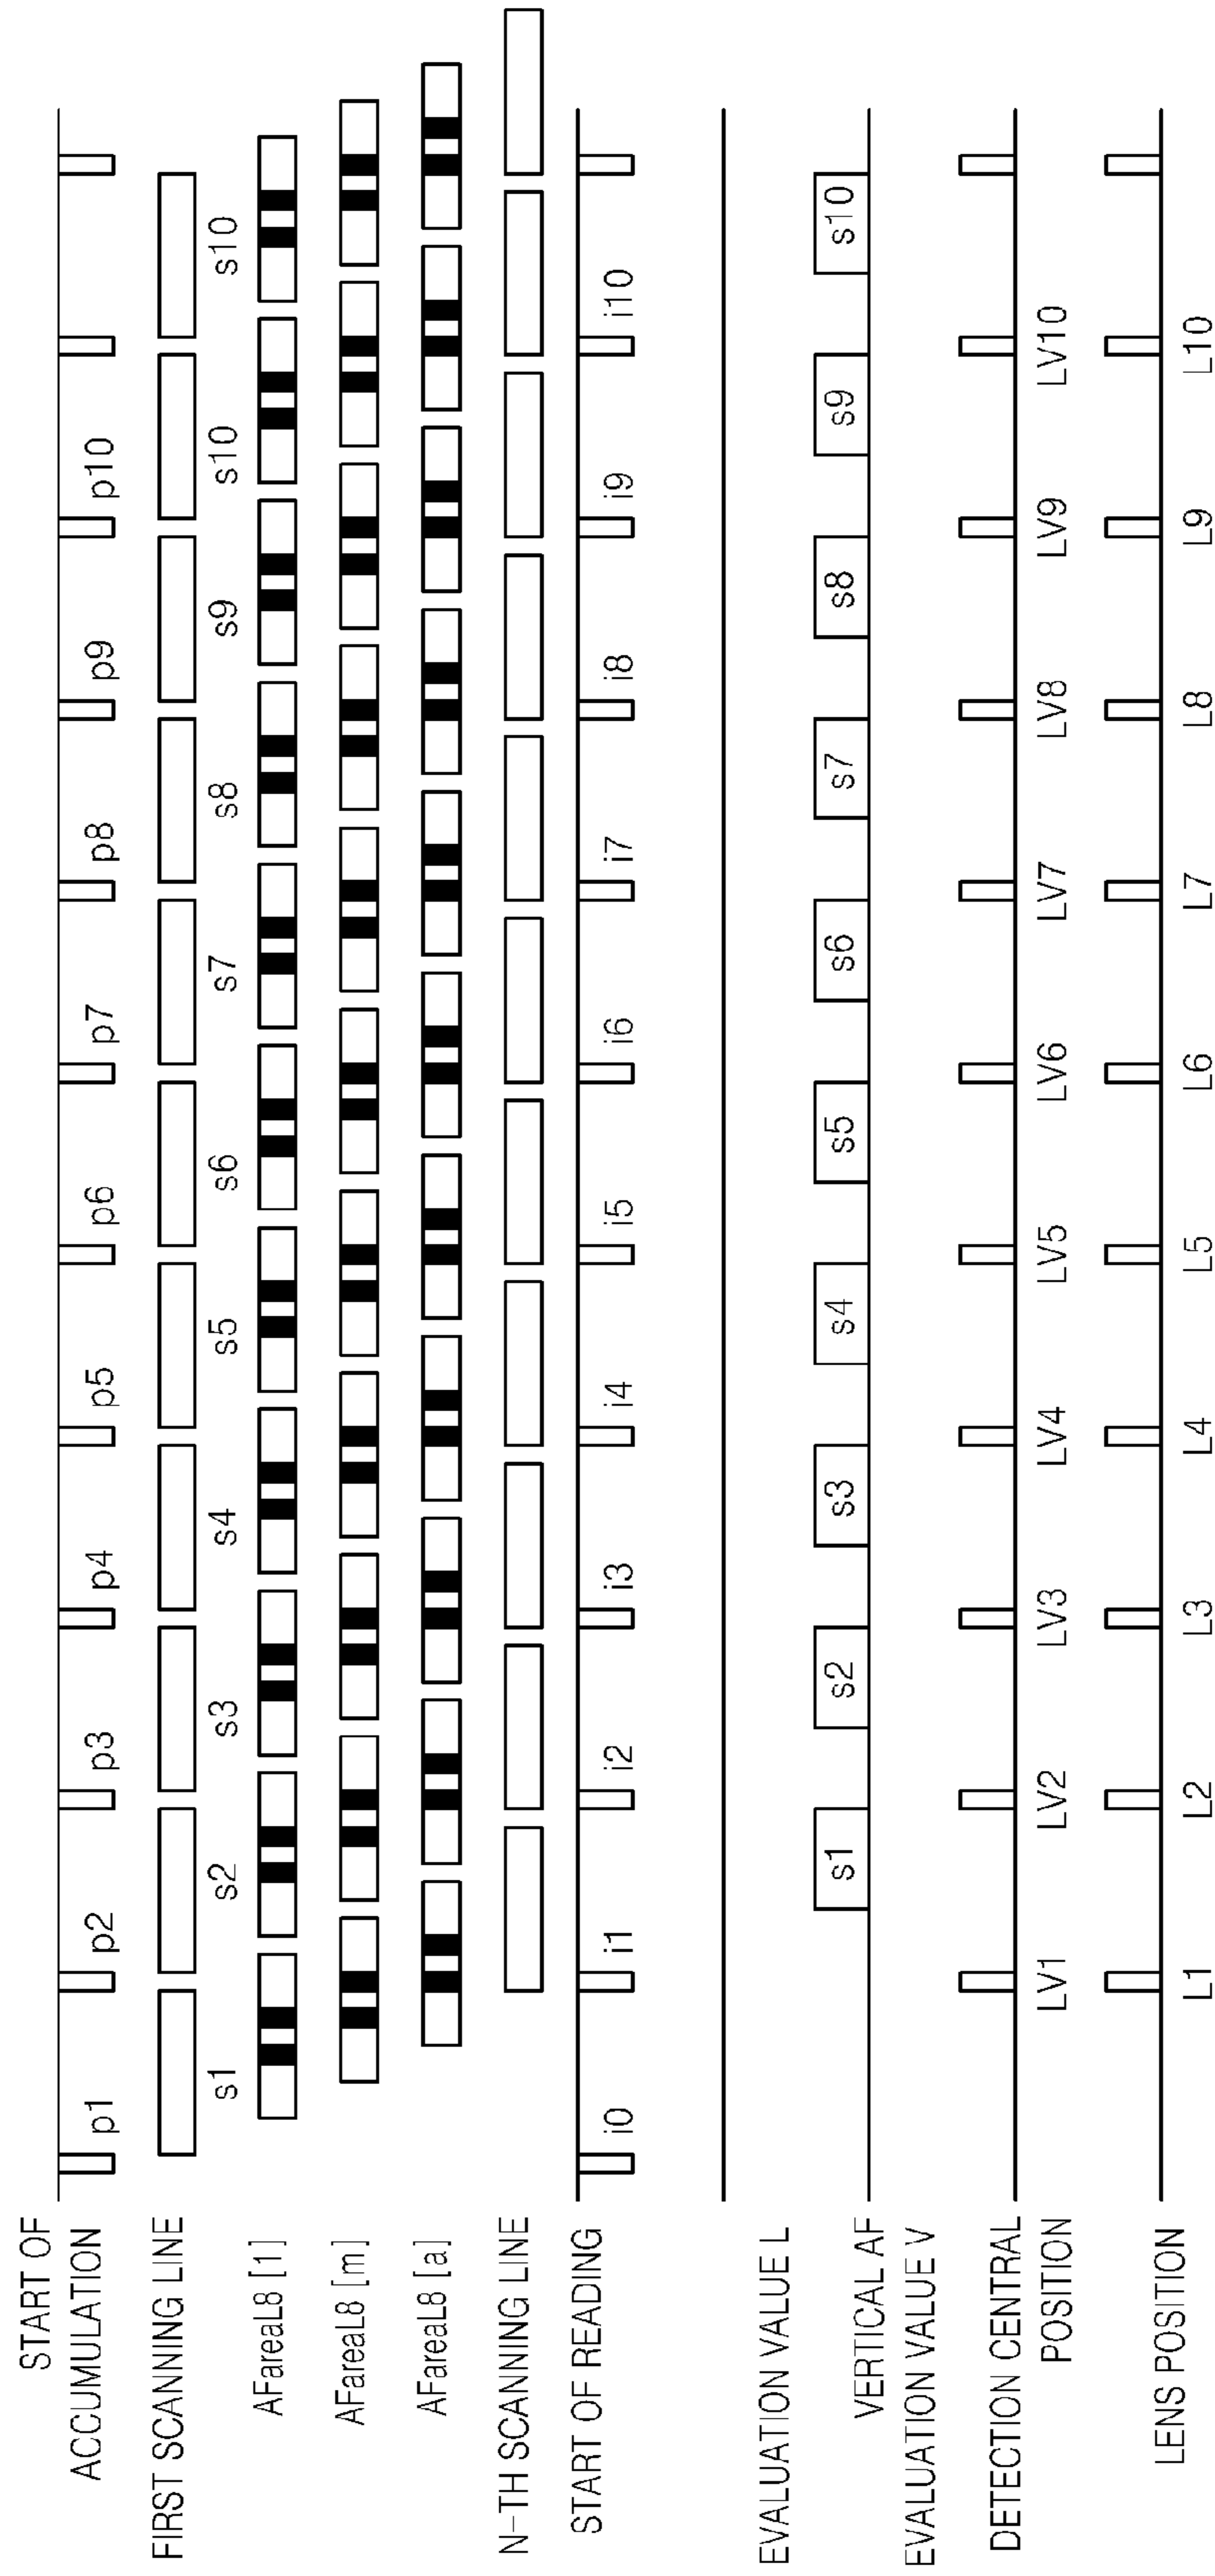 START OF
ACCUMULATION
p1 p2 p3 p4 p5 p6 p7 p8 p9 p10
FIRST SCANNING LINE
s1 s2 s3 s4 s5 s6 s7 s8 s9 s10 s10
AFareaL8 [1]
AFareaL8 [m]
AFareaL8 [a]
N-TH SCANNING LINE
START OF READING
i0 i1 i2 i3 i4 i5 i6 i7 i8 i9 i10
EVALUATION VALUE L
s1 s2 s3 s4 s5 s6 s7 s8 s9 s10
VERTICAL AF
EVALUATION VALUE V
DETECTION CENTRAL
POSITION
LV1 LV2 LV3 LV4 LV5 LV6 LV7 LV8 LV9 LV10
LENS POSITION
L1 L2 L3 L4 L5 L6 L7 L8 L9 L10